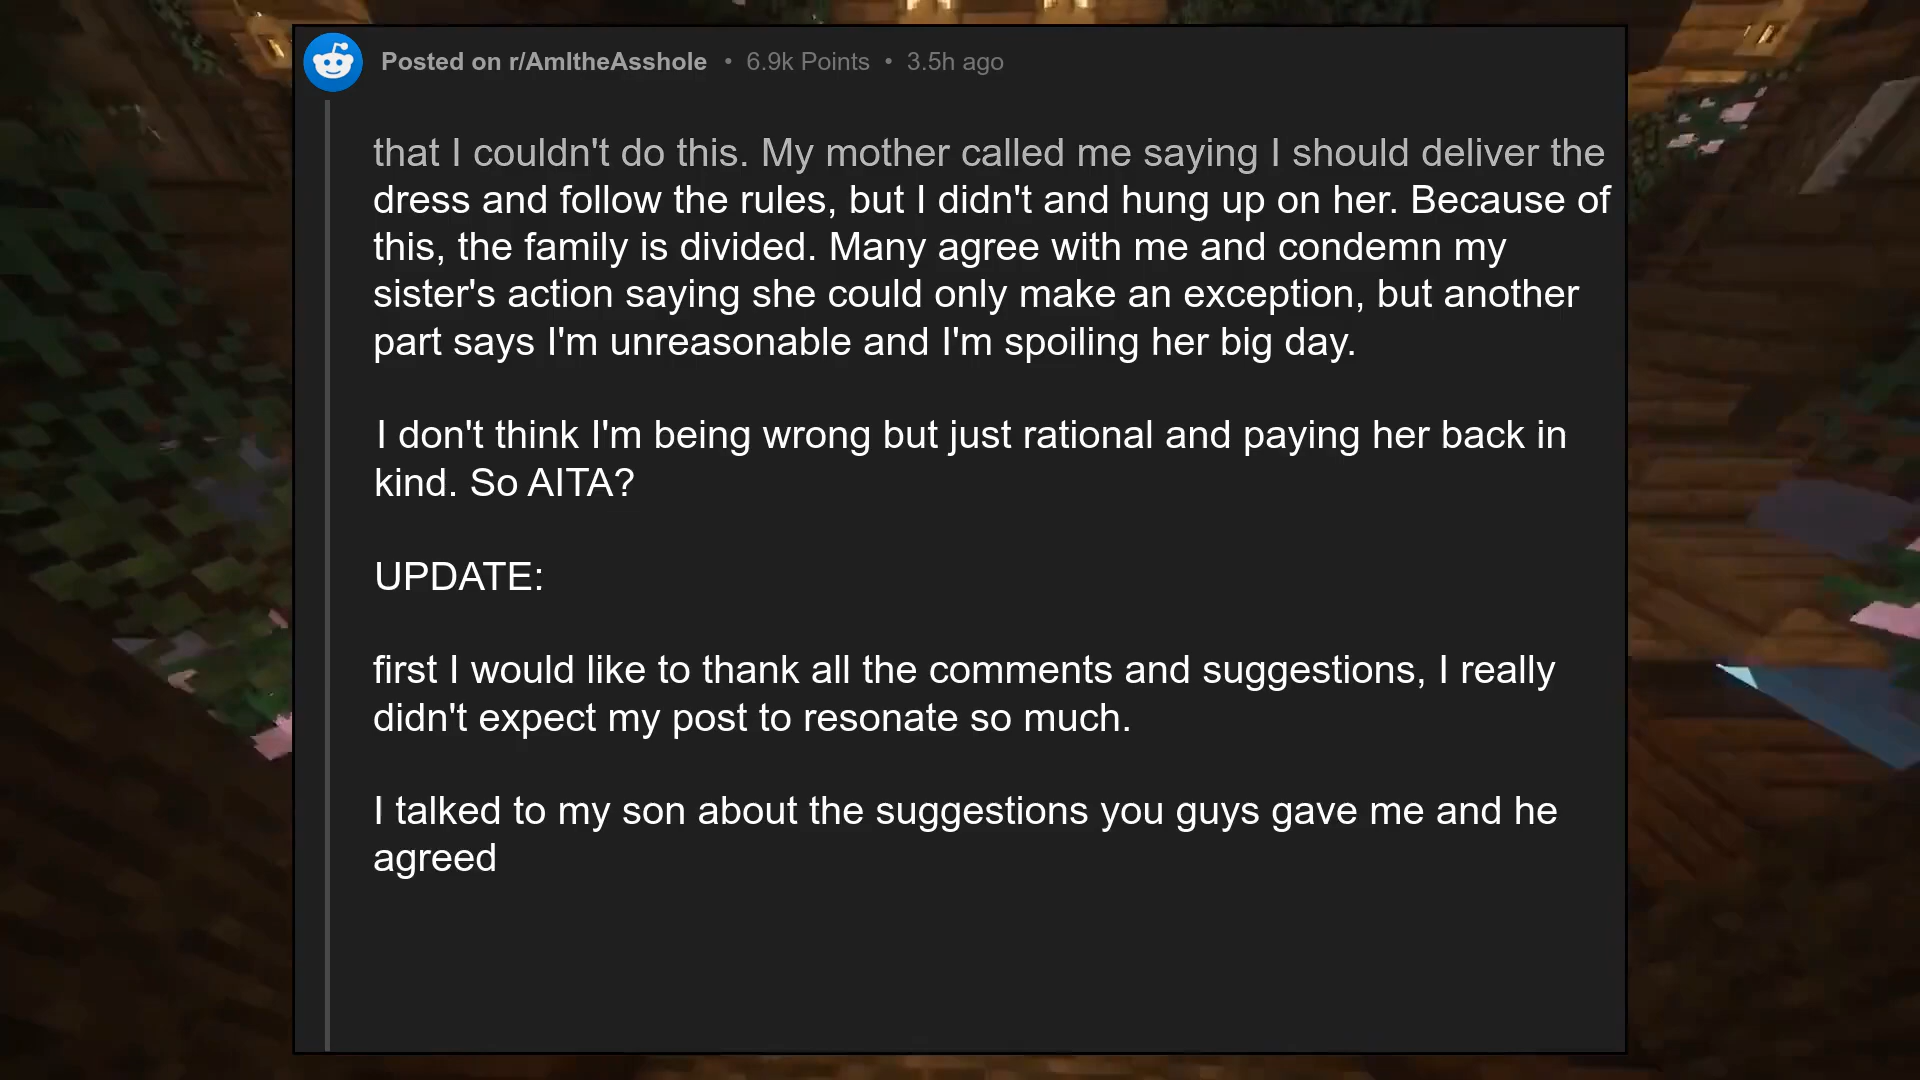 Posted on r/AmItheAsshole • 6.9k Points • 3.5h ago
that I couldn't do this. My mother called me saying I should deliver the
dress and follow the rules, but I didn't and hung up on her. Because of
this, the family is divided. Many agree with me and condemn my
sister's action saying she could only make an exception, but another
part says I'm unreasonable and I'm spoiling her big day.
I don't think I'm being wrong but just rational and paying her back in
kind. So AITA?
UPDATE:
first I would like to thank all the comments and suggestions, I really
didn't expect my post to resonate so much.
I talked to my son about the suggestions you guys gave me and he
agreed